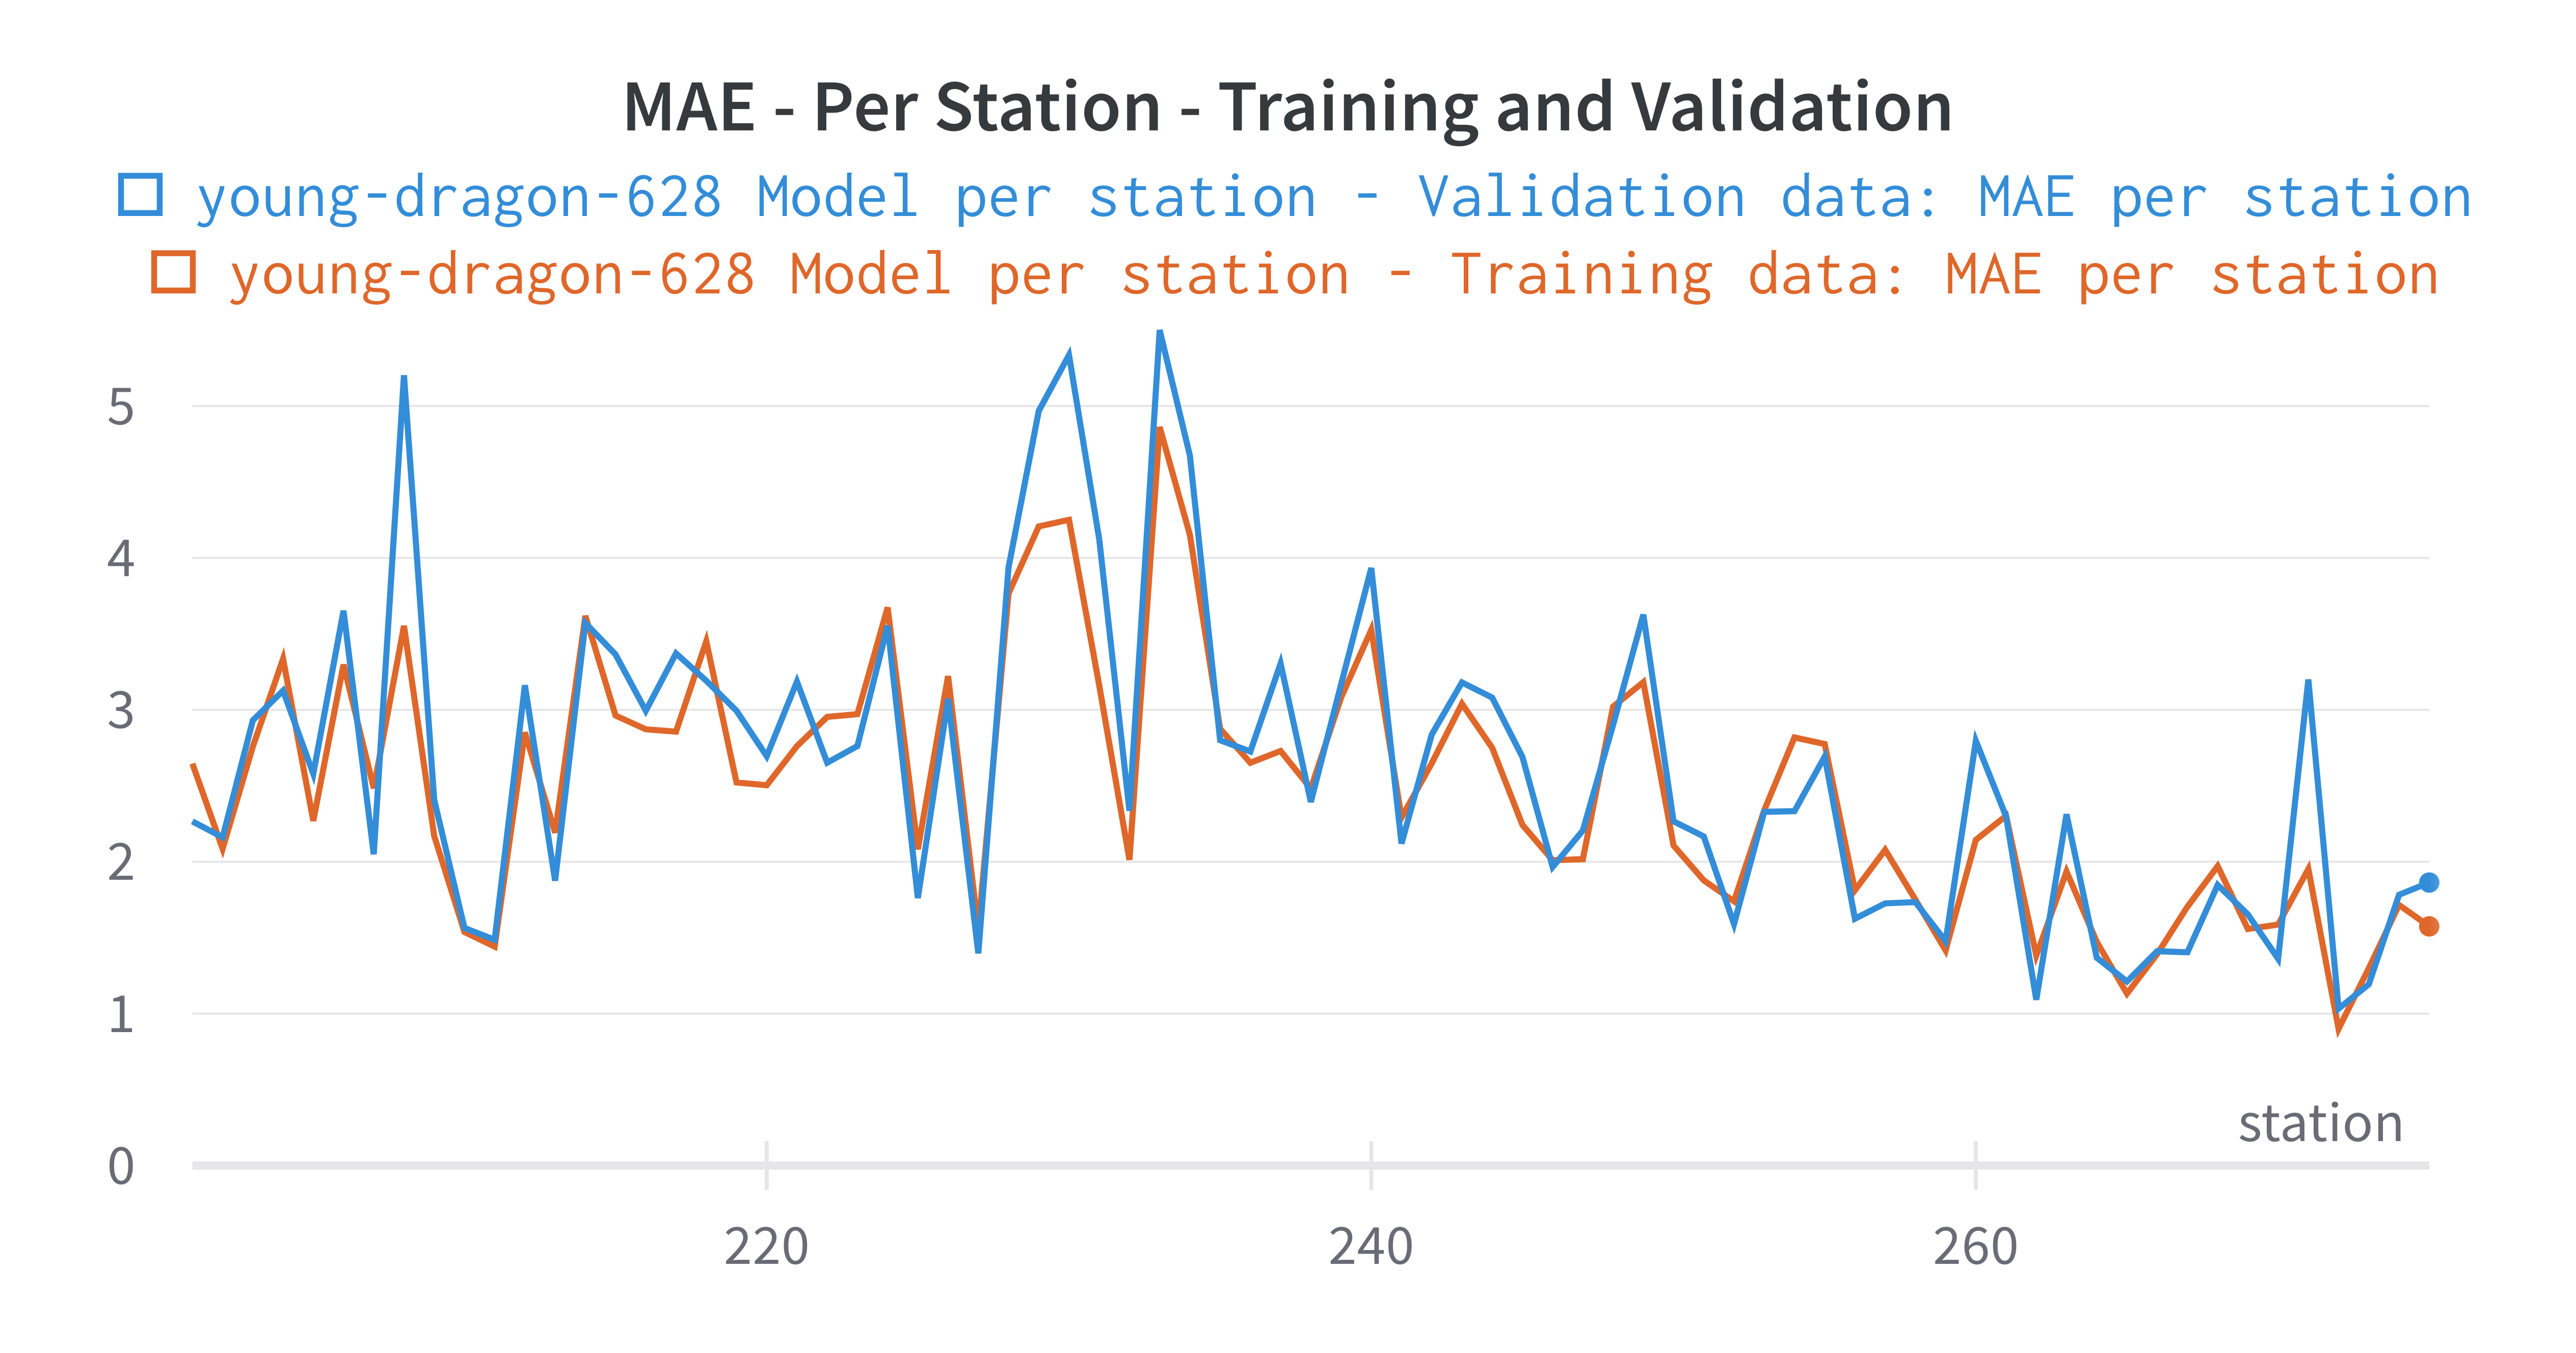 MAE - Per Station - Training and Validation
young-dragon-628 Model per station - Validation data: MAE per station
young-dragon-628 Model per station - Training data: MAE per station
5
4
3
2
1
station
0
220 240 260